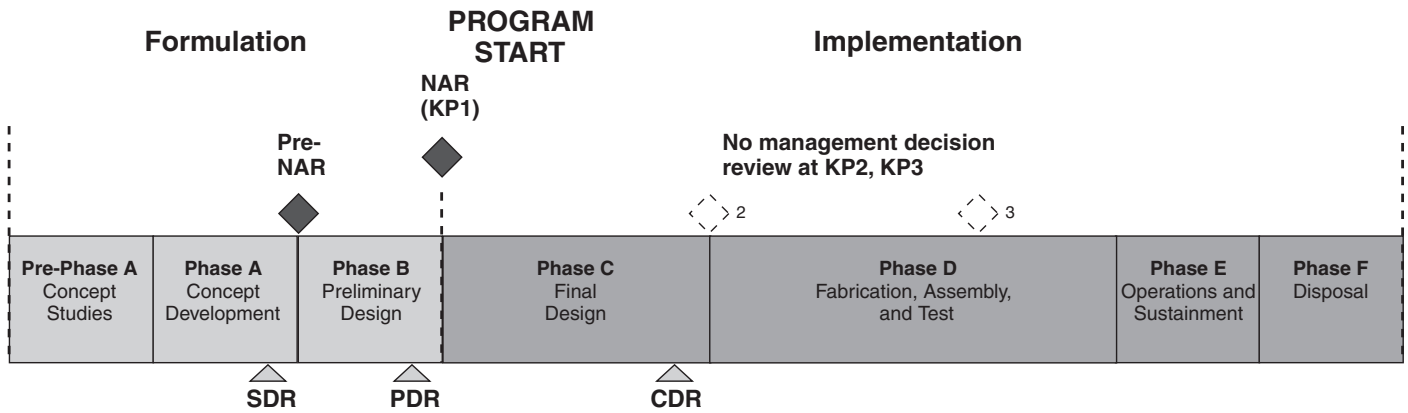 Formulation
PROGRAM
START
Implementation
NAR
(KP1)
Pre-
NAR
No management decision
review at KP2, KP3
2
3
Pre-Phase A
Concept
Studies
Phase A
Concept
Development
Phase B
Preliminary
Design
Phase C
Final
Design
Phase D
Fabrication, Assembly,
and Test
Phase E
Operations and
Sustainment
Phase F
Disposal
SDR
PDR
CDR